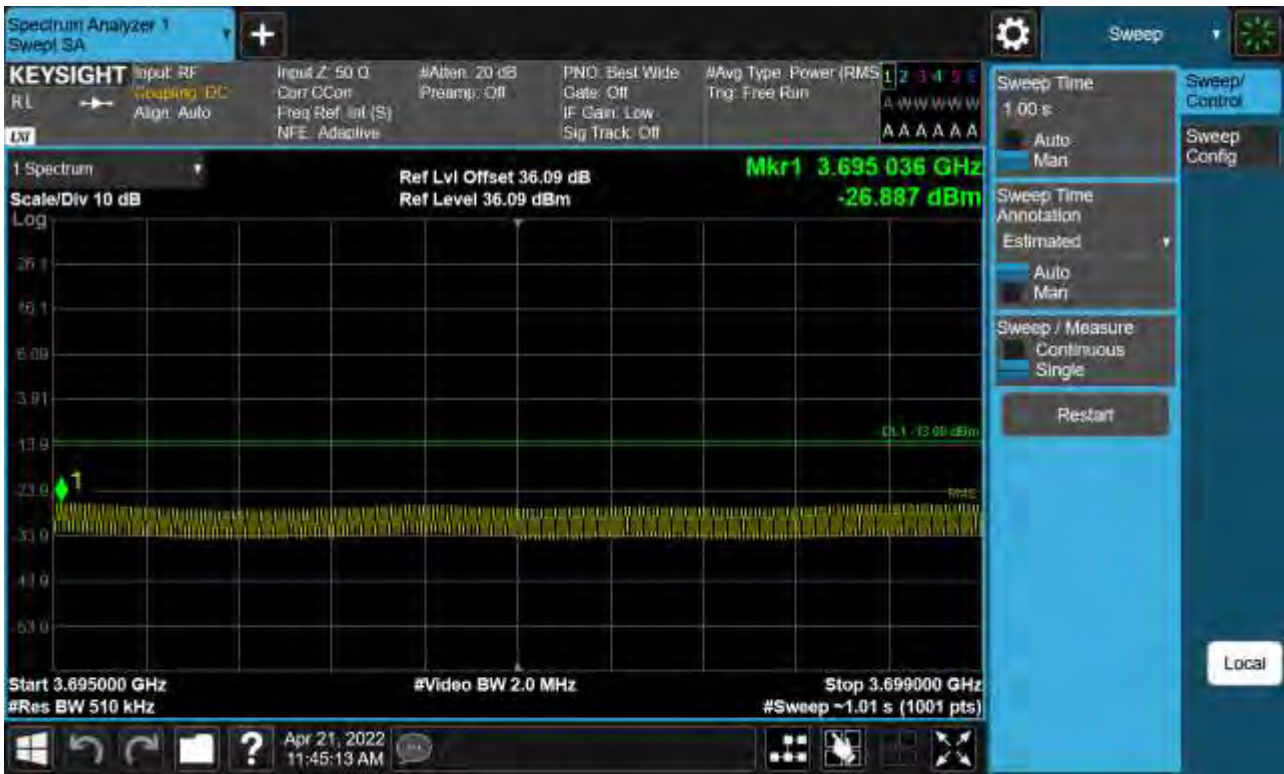 Spectrum Analyzer 1
Swept SA
+
Sweep
KEYSIGHT Input: RF
Input Z: 50 Ω
#Atten: 20 dB
PNO: Best Wide
#Avg Type: Power (RMS
1 2 3 4 5 6
RL
Coupling: DC
Corr CCorr
Preamp: Off
Gate: Off
Trig: Free Run
Align: Auto
Freq Ref: Int (S)
IF Gain: Low
A W W W W W
LXI
NFE: Adaptive
Sig Track: Off
A A A A A A
1 Spectrum
Ref Lvl Offset 36.09 dB
Mkr1 3.695 036 GHz
Scale/Div 10 dB
Ref Level 36.09 dBm
-26.887 dBm
Log
26.1
16.1
6.09
-3.91
-13.9
DL1 -13.00 dBm
-23.9
1
RMS
-33.9
-43.9
-53.9
Start 3.695000 GHz
#Video BW 2.0 MHz
Stop 3.699000 GHz
#Res BW 510 kHz
#Sweep ~1.01 s (1001 pts)
Sweep Time
1.00 s
Auto
Man
Sweep Time
Annotation
Estimated
Auto
Man
Sweep / Measure
Continuous
Single
Restart
Sweep/
Control
Sweep
Config
Local
?
Apr 21, 2022
11:45:13 AM